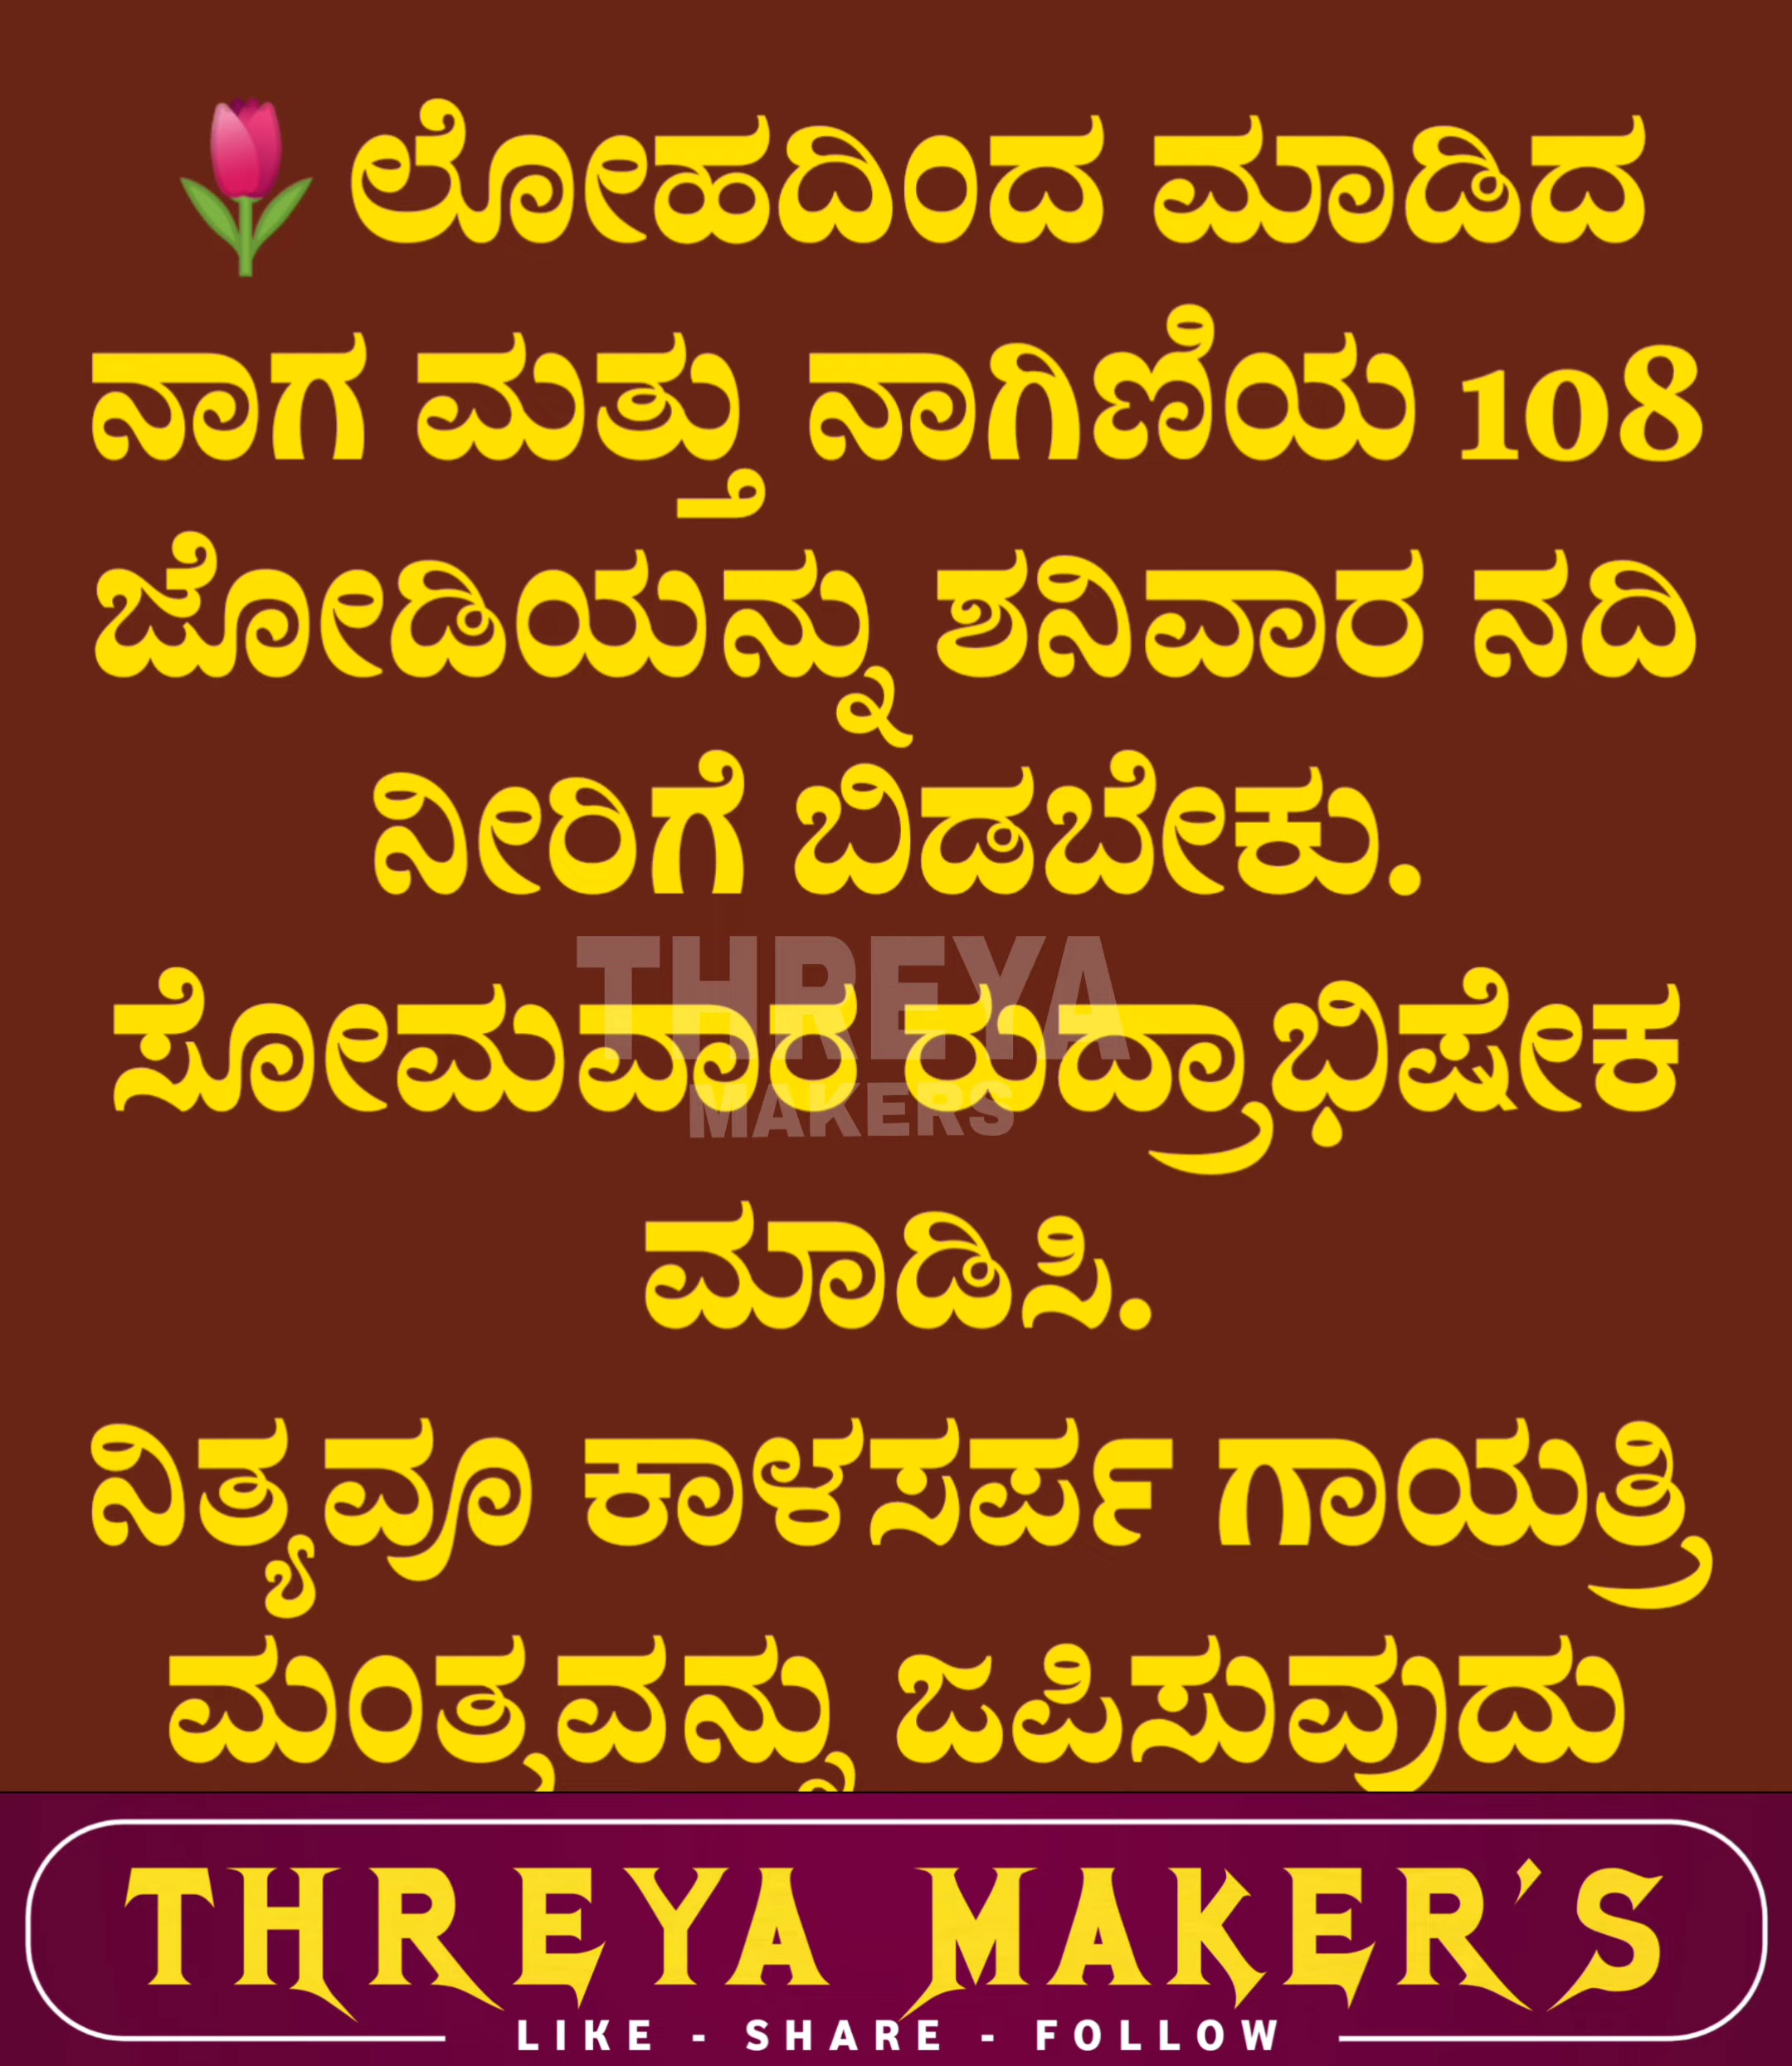 🌷 ಲೋಹದಿಂದ ಮಾಡಿದ
ನಾಗ ಮತ್ತು ನಾಗಿಣಿಯ 108
ಜೋಡಿಯನ್ನು ಶನಿವಾರ ನದಿ
ನೀರಿಗೆ ಬಿಡಬೇಕು.
THREYA
MAKERS
ಸೋಮವಾರ ರುದ್ರಾಭಿಷೇಕ
ಮಾಡಿಸಿ.
ನಿತ್ಯವೂ ಕಾಳಸರ್ಪ ಗಾಯತ್ರಿ
ಮಂತ್ರವನ್ನು ಒಪಿಸುವುದು
THREYA MAKER'S
LIKE - SHARE - FOLLOW